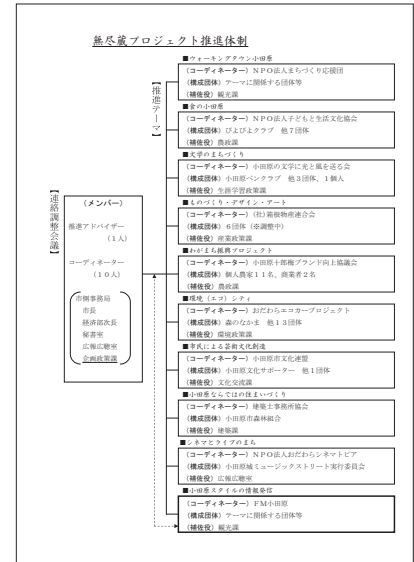 無尽蔵プロジェクト推進体制
【連絡調整会議】
（メンバー）
推進アドバイザー
（１人）
コーディネーター
（１０人）
市側事務局
市長
経済部次長
秘書室
広報広聴室
企画政策課
【推進テーマ】
■ウォーキングタウン小田原
（コーディネーター）ＮＰＯ法人まちづくり応援団
（構成団体）テーマに関係する団体等
（補佐役）観光課
■食の小田原
（コーディネーター）ＮＰＯ法人子どもと生活文化協会
（構成団体）ぴよぴよクラブ　他７団体
（補佐役）農政課
■文学のまちづくり
（コーディネーター）小田原の文学に光と風を送る会
（構成団体）小田原ペンクラブ　他３団体、１個人
（補佐役）生涯学習政策課
■ものづくり・デザイン・アート
（コーディネーター）(社)箱根物産連合会
（構成団体）６団体（※調整中）
（補佐役）産業政策課
■わがまち振興プロジェクト
（コーディネーター）小田原十郎梅ブランド向上協議会
（構成団体）個人農家１１名、商業者２名
（補佐役）農政課
■環境（エコ）シティ
（コーディネーター）おだわらエコカープロジェクト
（構成団体）森のなかま　他１３団体
（補佐役）環境政策課
■市民による芸術文化創造
（コーディネーター）小田原市文化連盟
（構成団体）小田原文化サポーター　他１団体
（補佐役）文化交流課
■小田原ならではの住まいづくり
（コーディネーター）建築士事務所協会
（構成団体）小田原市森林組合
（補佐役）建築課
■シネマとライブのまち
（コーディネーター）ＮＰＯ法人おだわらシネマトピア
（構成団体）小田原城ミュージックストリート実行委員会
（補佐役）広報広聴室
■小田原スタイルの情報発信
（コーディネーター）ＦＭ小田原
（構成団体）テーマに関係する団体等
（補佐役）観光課